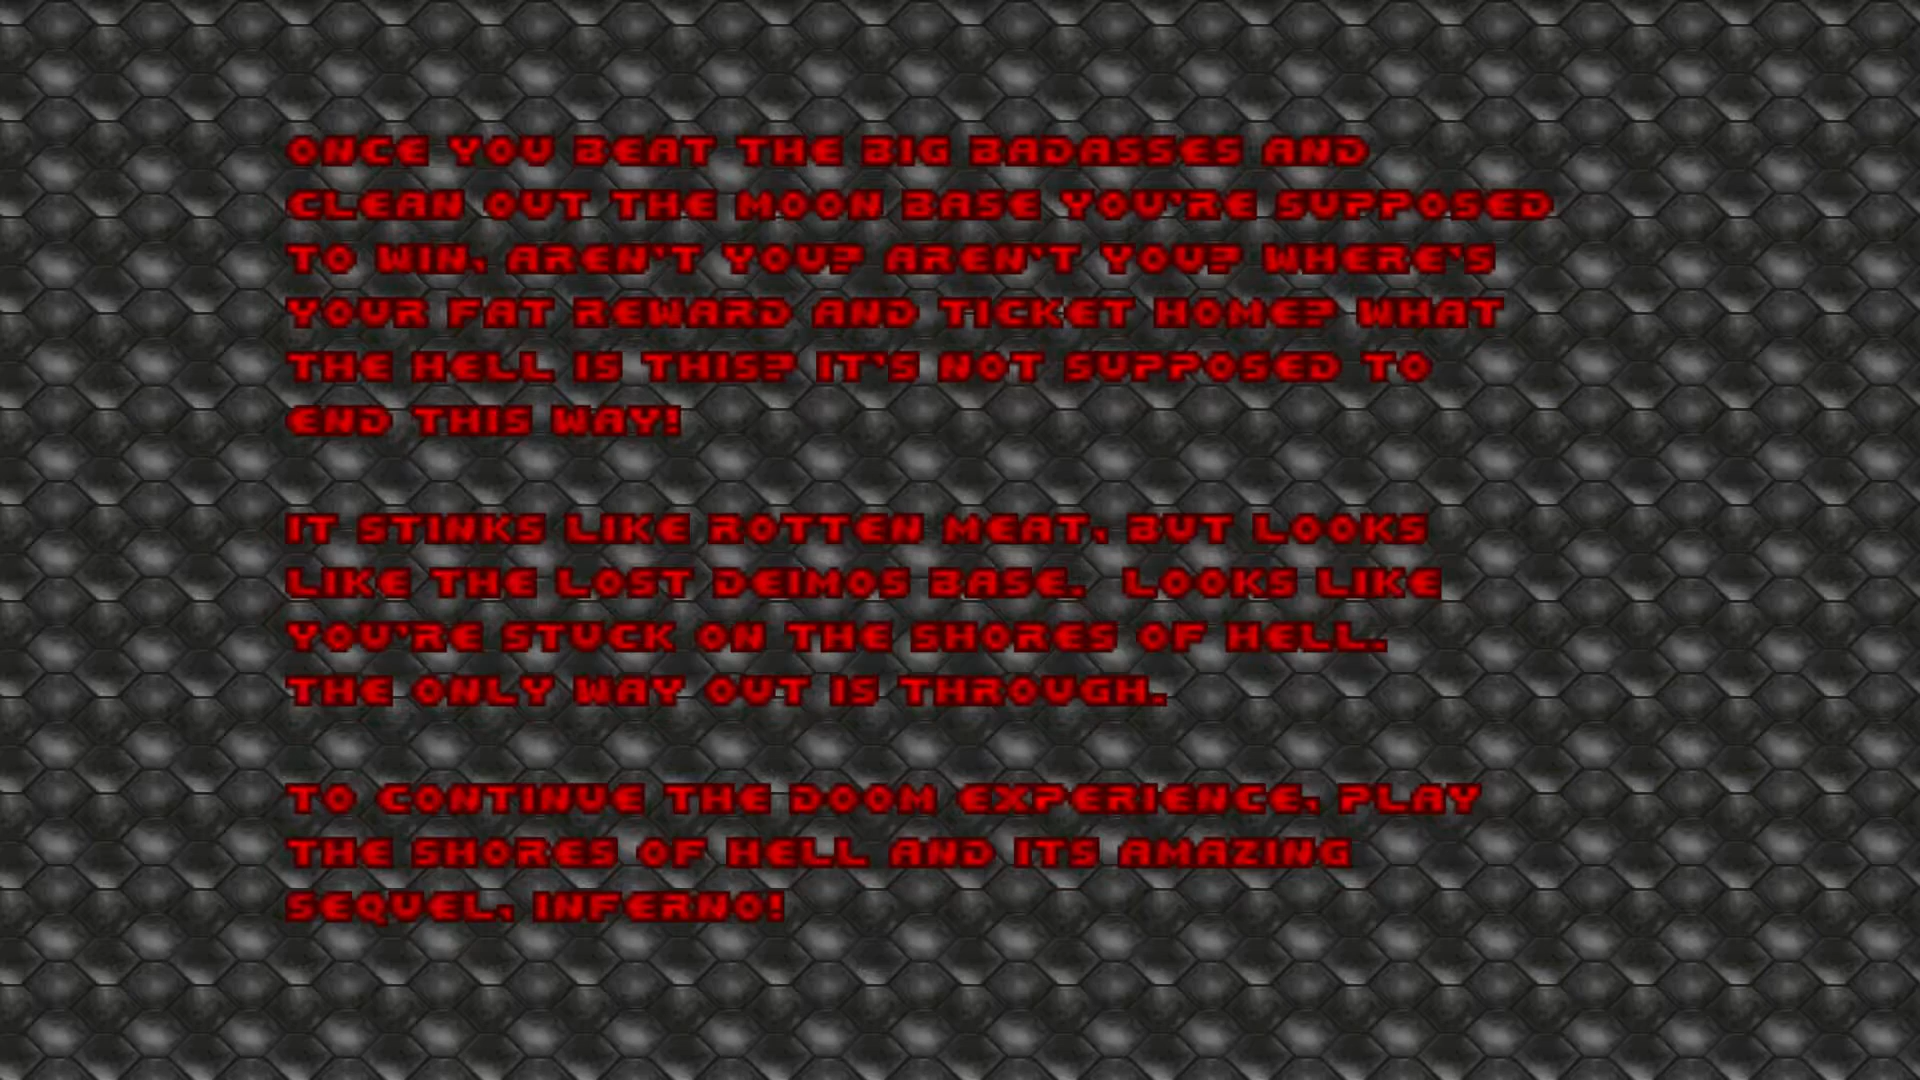 ONCE YOU BEAT THE BIG BADASSES AND
CLEAN OUT THE MOON BASE YOU'RE SUPPOSED
TO WIN, AREN'T YOU? AREN'T YOU? WHERE'S
YOUR FAT REWARD AND TICKET HOME? WHAT
THE HELL IS THIS? IT'S NOT SUPPOSED TO
END THIS WAY!
IT STINKS LIKE ROTTEN MEAT, BUT LOOKS
LIKE THE LOST DEIMOS BASE.  LOOKS LIKE
YOU'RE STUCK ON THE SHORES OF HELL.
THE ONLY WAY OUT IS THROUGH.
TO CONTINUE THE DOOM EXPERIENCE, PLAY
THE SHORES OF HELL AND ITS AMAZING
SEQUEL, INFERNO!